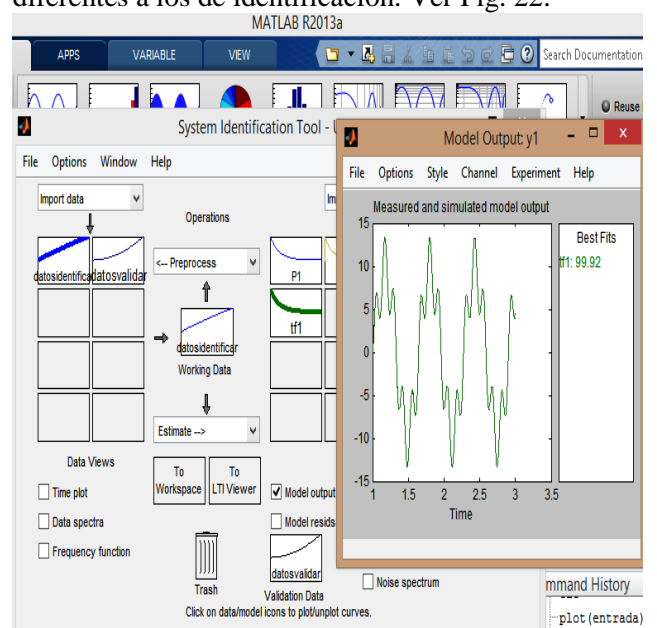 diferentes a los de identificación. Ver Fig. 22.
MATLAB R2013a
APPS VARIABLE VIEW
Search Documentation
Reuse
System Identification Tool -
File Options Window Help
Import data
Operations
datosidentificar
datosvalidar
<-- Preprocess
P1
tf1
datosidentificar
Working Data
Estimate -->
Data Views
Time plot
Data spectra
Frequency function
To Workspace
To LTI Viewer
Model output
Model resids
Trash
datosvalidar
Validation Data
Noise spectrum
Click on data/model icons to plot/unplot curves.
Model Output: y1
File Options Style Channel Experiment Help
Measured and simulated model output
Best Fits
tf1: 99.92
15
10
5
0
-5
-10
-15
1 1.5 2 2.5 3 3.5
Time
mmand History
plot(entrada)